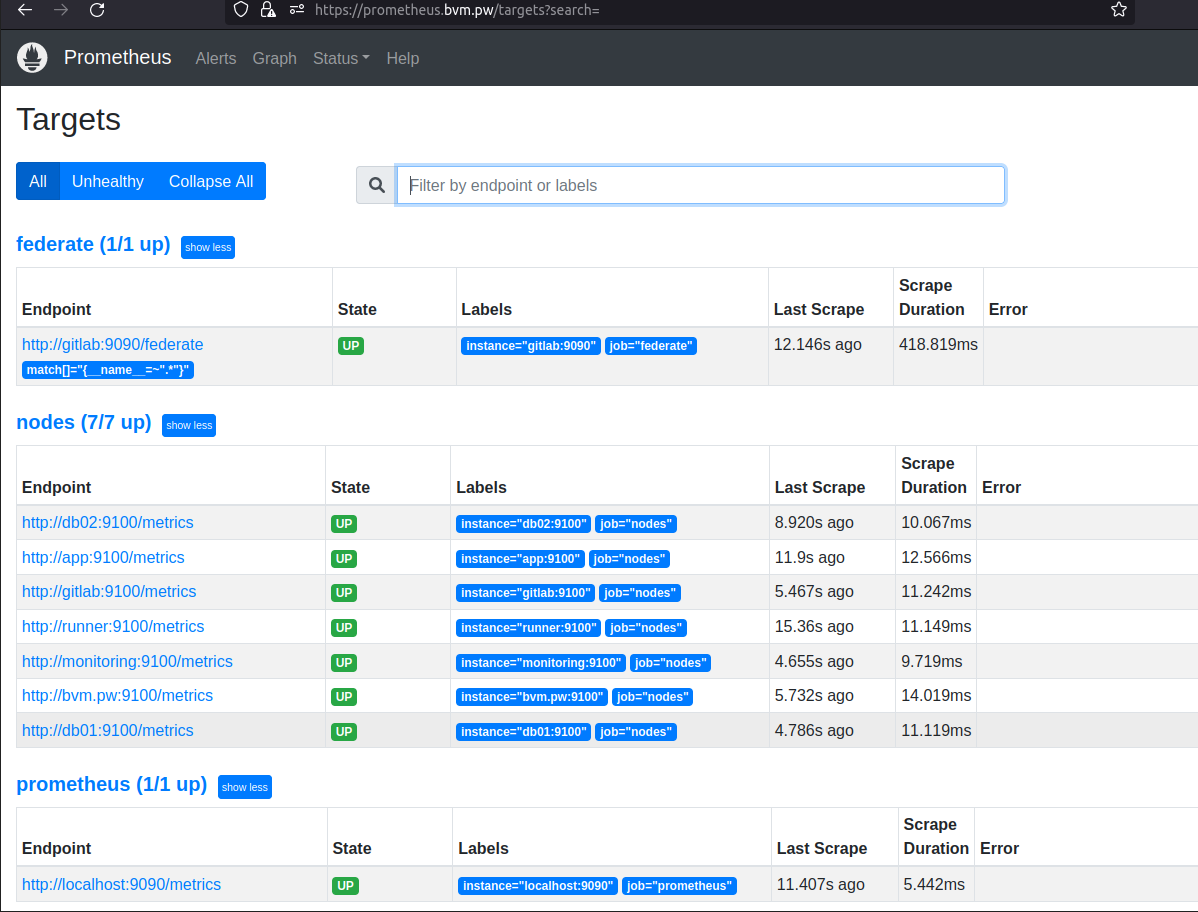 https://prometheus.bvm.pw/targets?search=
Prometheus Alerts Graph Status Help
Targets
All Unhealthy Collapse All
Filter by endpoint or labels
federate (1/1 up) show less
Endpoint State Labels Last Scrape Scrape Duration Error
http://gitlab:9090/federate UP instance="gitlab:9090" job="federate" 12.146s ago 418.819ms
match[]="{__name__=~".*"}"
nodes (7/7 up) show less
Endpoint State Labels Last Scrape Scrape Duration Error
http://db02:9100/metrics UP instance="db02:9100" job="nodes" 8.920s ago 10.067ms
http://app:9100/metrics UP instance="app:9100" job="nodes" 11.9s ago 12.566ms
http://gitlab:9100/metrics UP instance="gitlab:9100" job="nodes" 5.467s ago 11.242ms
http://runner:9100/metrics UP instance="runner:9100" job="nodes" 15.36s ago 11.149ms
http://monitoring:9100/metrics UP instance="monitoring:9100" job="nodes" 4.655s ago 9.719ms
http://bvm.pw:9100/metrics UP instance="bvm.pw:9100" job="nodes" 5.732s ago 14.019ms
http://db01:9100/metrics UP instance="db01:9100" job="nodes" 4.786s ago 11.119ms
prometheus (1/1 up) show less
Endpoint State Labels Last Scrape Scrape Duration Error
http://localhost:9090/metrics UP instance="localhost:9090" job="prometheus" 11.407s ago 5.442ms